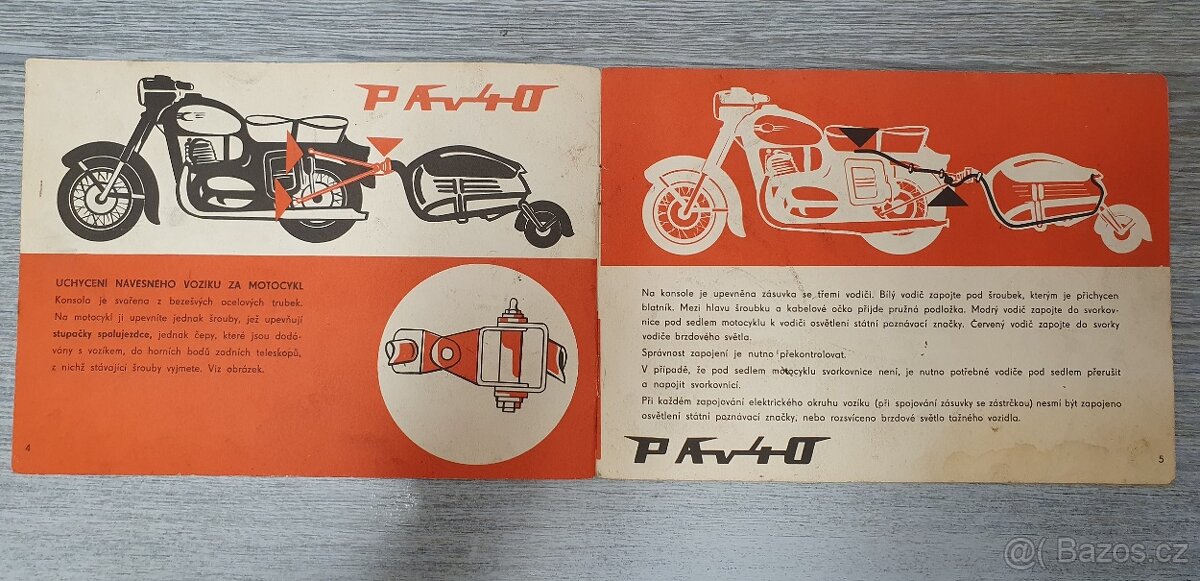 PAv40
UCHYCENÍ NÁVESNÉHO VOZÍKU ZA MOTOCYKL
Konsola je svařena z bezešvých ocelových trubek.
Na motocykl ji upevníte jednak šrouby, jež upevňují
stupačky spolujezdce, jednak čepy, které jsou dodá-
vány s vozíkem, do horních bodů zadních teleskopů,
z nichž stávající šrouby vyjmete. Viz obrázek.
4
Na konsole je upevněna zásuvka se třemi vodiči. Bílý vodič zapojte pod šroubek, kterým je přichycen
blatník. Mezi hlavu šroubku a kabelové očko přijde pružná podložka. Modrý vodič zapojte do svorkov-
nice pod sedlem motocyklu k vodiči osvětlení státní poznávací značky. Červený vodič zapojte do svorky
vodiče brzdového světla.
Správnost zapojení je nutno překontrolovat.
V případě, že pod sedlem motocyklu svorkovnice není, je nutno potřebné vodiče pod sedlem přerušit
a napojit svorkovnicí.
Při každém zapojování elektrického okruhu vozíku (při spojování zásuvky se zástrčkou) nesmí být zapojeno
osvětlení státní poznávací značky, nebo rozsvíceno brzdové světlo tažného vozidla.
PAv40
5
@( Bazos.cz